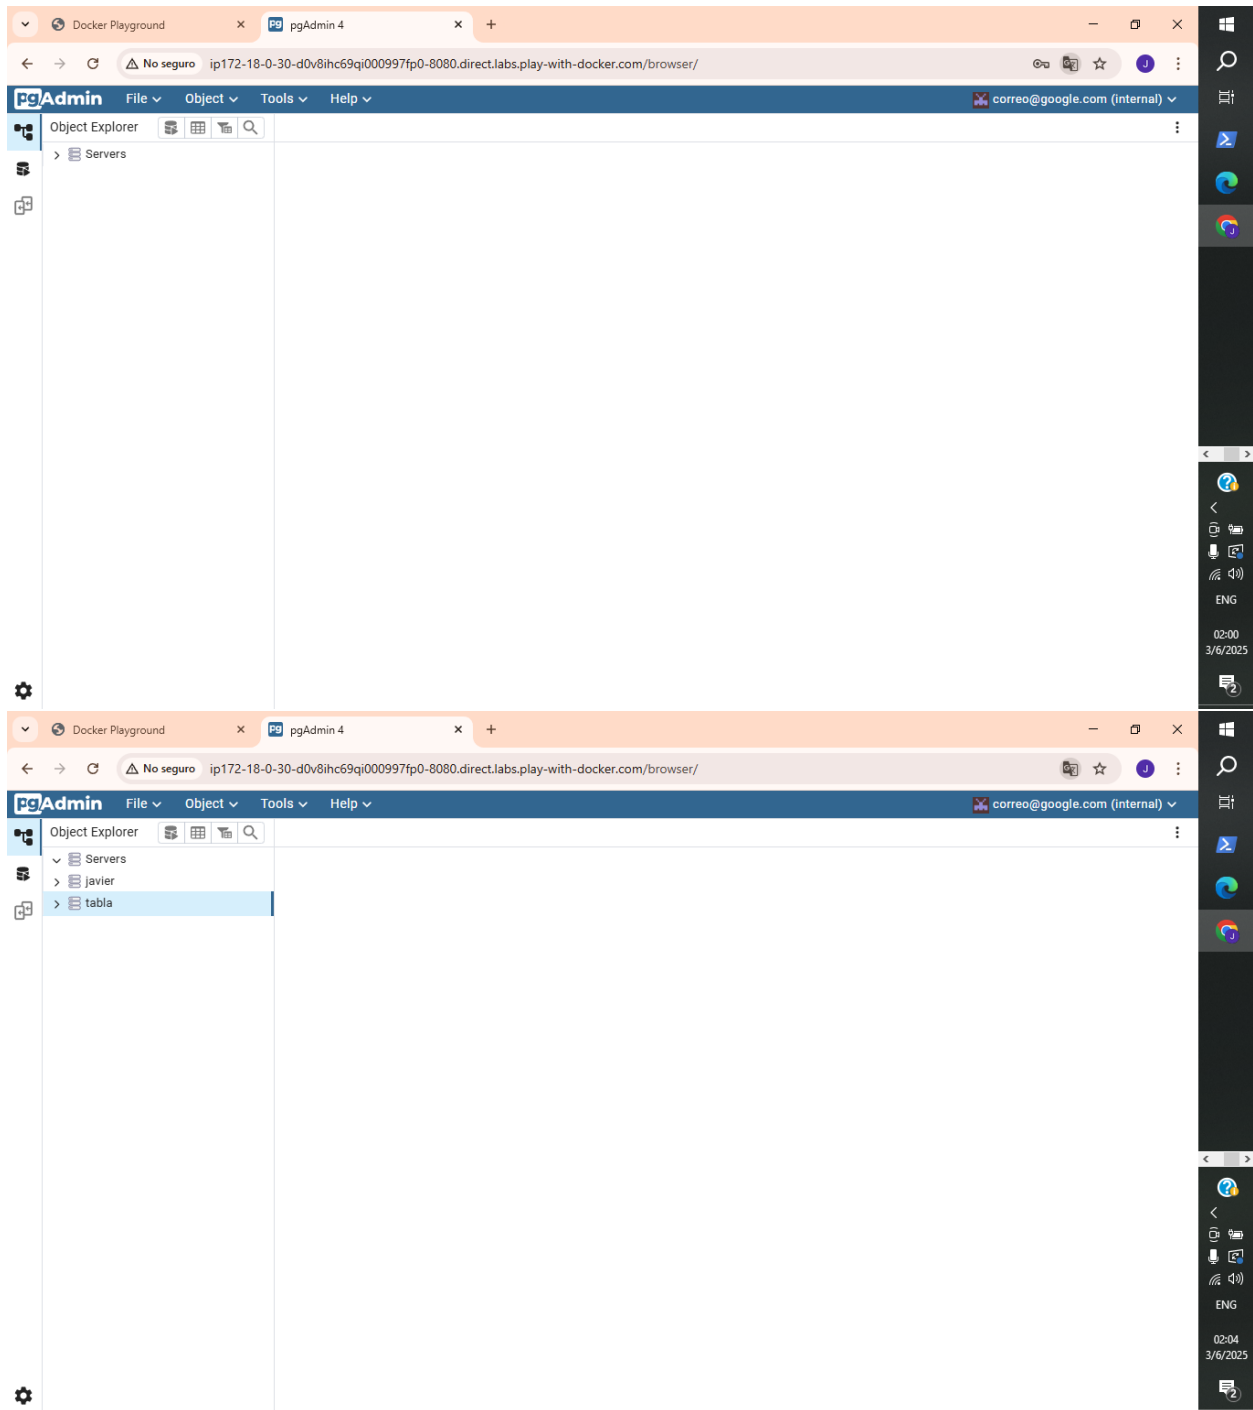 Docker Playground
pgAdmin 4
No seguro ip172-18-0-30-d0v8ihc69qi000997fp0-8080.direct.labs.play-with-docker.com/browser/
J
pgAdmin File Object Tools Help correo@google.com (internal)
Object Explorer
Servers
J
ENG
02:00
3/6/2025
2
Docker Playground
pgAdmin 4
No seguro ip172-18-0-30-d0v8ihc69qi000997fp0-8080.direct.labs.play-with-docker.com/browser/
J
pgAdmin File Object Tools Help correo@google.com (internal)
Object Explorer
Servers
javier
tabla
J
ENG
02:04
3/6/2025
2